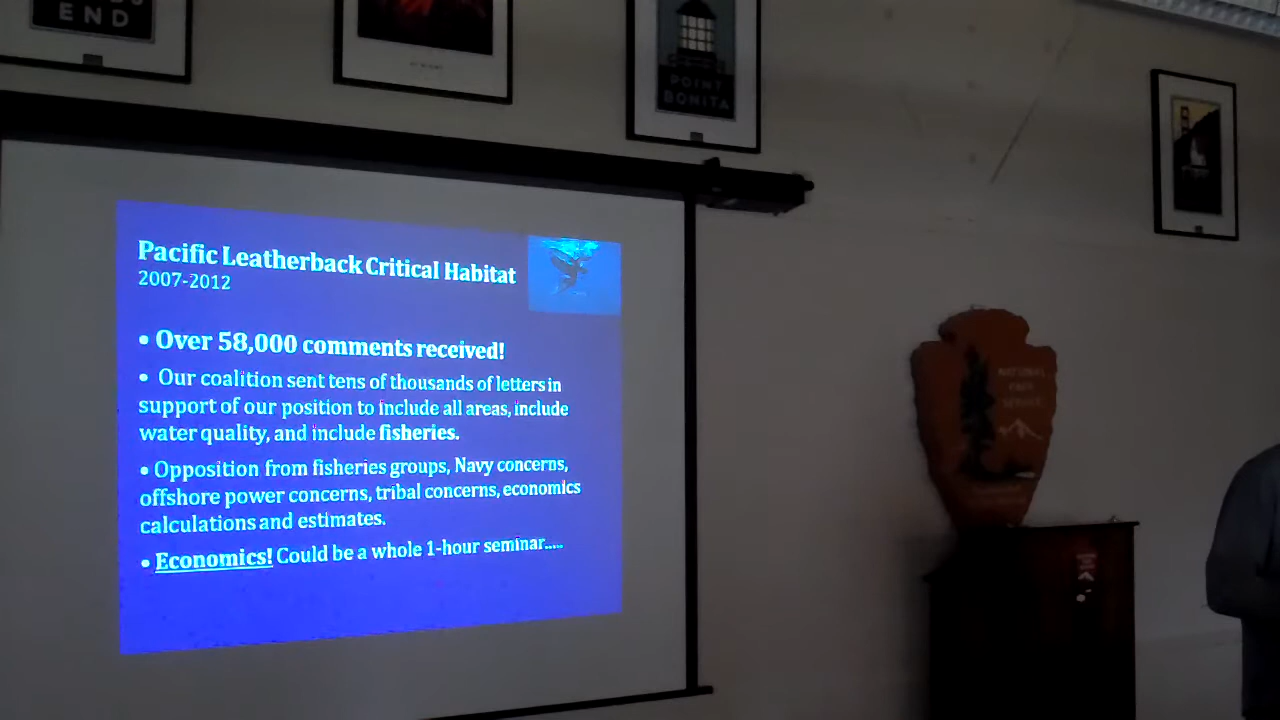 END
POINT
BONITA
Pacific Leatherback Critical Habitat
2007-2012
• Over 58,000 comments received!
• Our coalition sent tens of thousands of letters in
support of our position to include all areas, include
water quality, and include fisheries.
• Opposition from fisheries groups, Navy concerns,
offshore power concerns, tribal concerns, economics
calculations and estimates.
• Economics! Could be a whole 1-hour seminar.....
NATIONAL
PARK
SERVICE